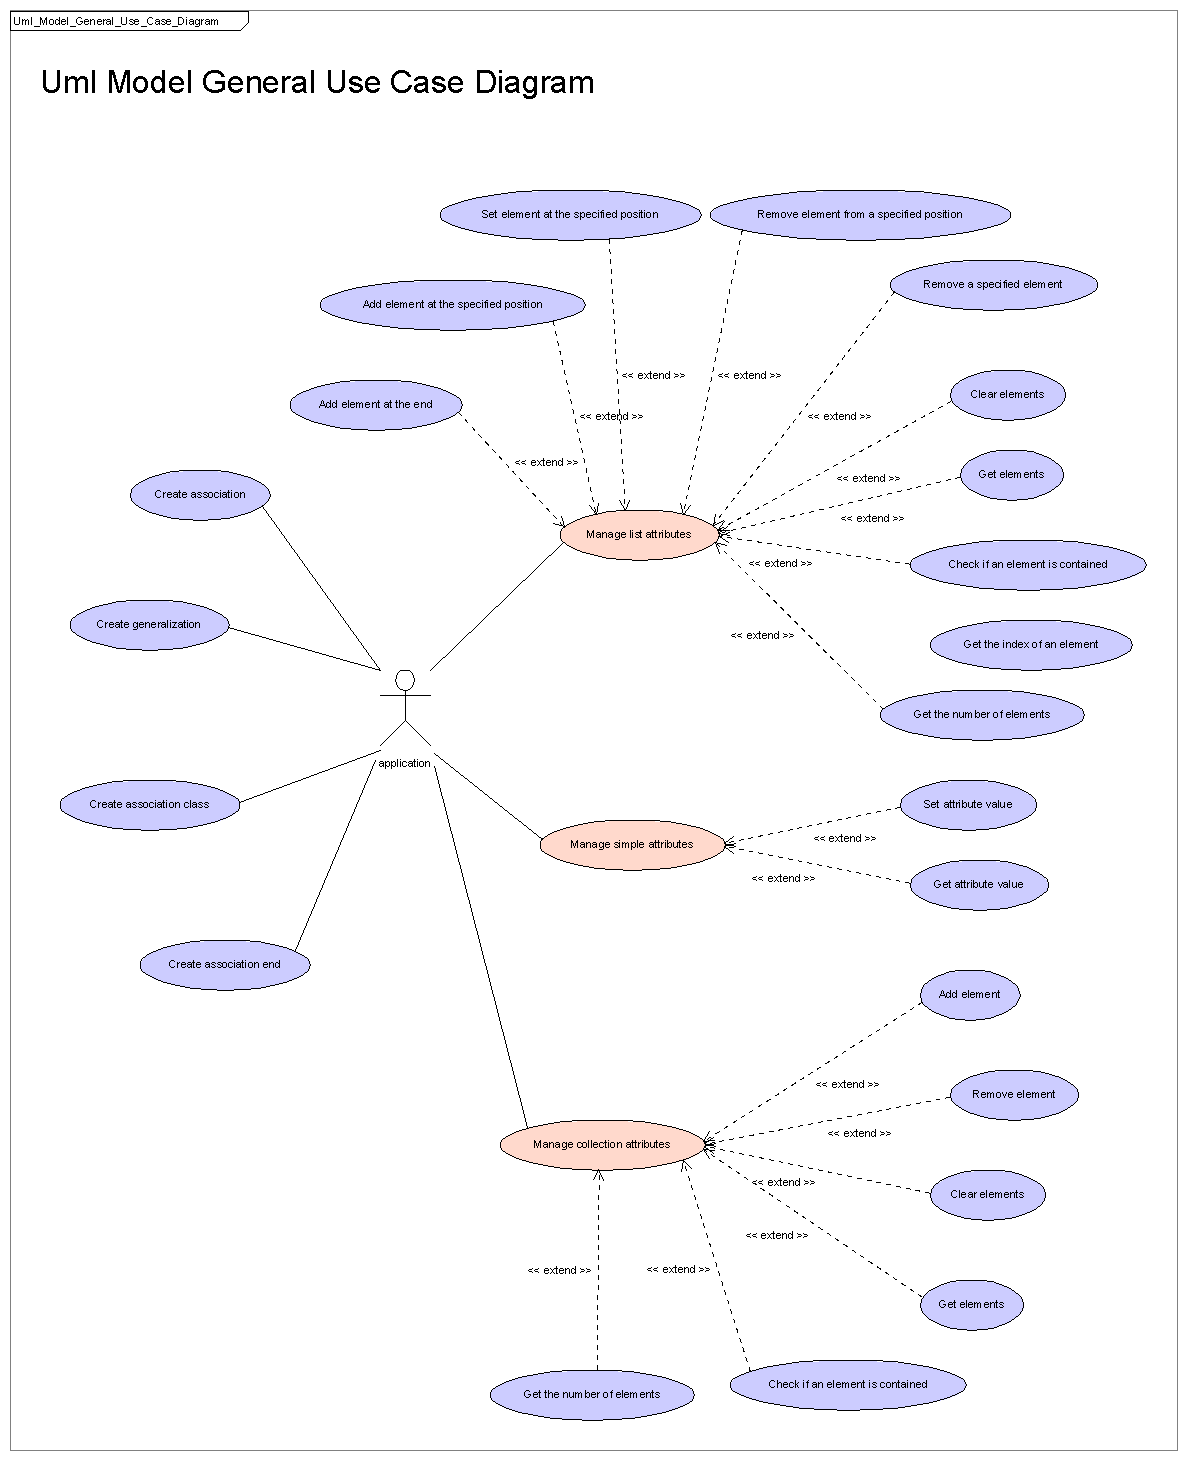 Uml_Model_General_Use_Case_Diagram
Uml Model General Use Case Diagram
Set element at the specified position
Remove element from a specified position
Remove a specified element
Add element at the specified position
<< extend >>
<< extend >>
Clear elements
Add element at the end
<< extend >>
<< extend >>
<< extend >>
Get elements
<< extend >>
Create association
<< extend >>
Manage list attributes
<< extend >>
Check if an element is contained
Create generalization
<< extend >>
Get the index of an element
Get the number of elements
application
Create association class
Set attribute value
Manage simple attributes
<< extend >>
<< extend >>
Get attribute value
Create association end
Add element
<< extend >>
Remove element
<< extend >>
Manage collection attributes
<< extend >>
Clear elements
<< extend >>
<< extend >>
<< extend >>
Get elements
Get the number of elements
Check if an element is contained